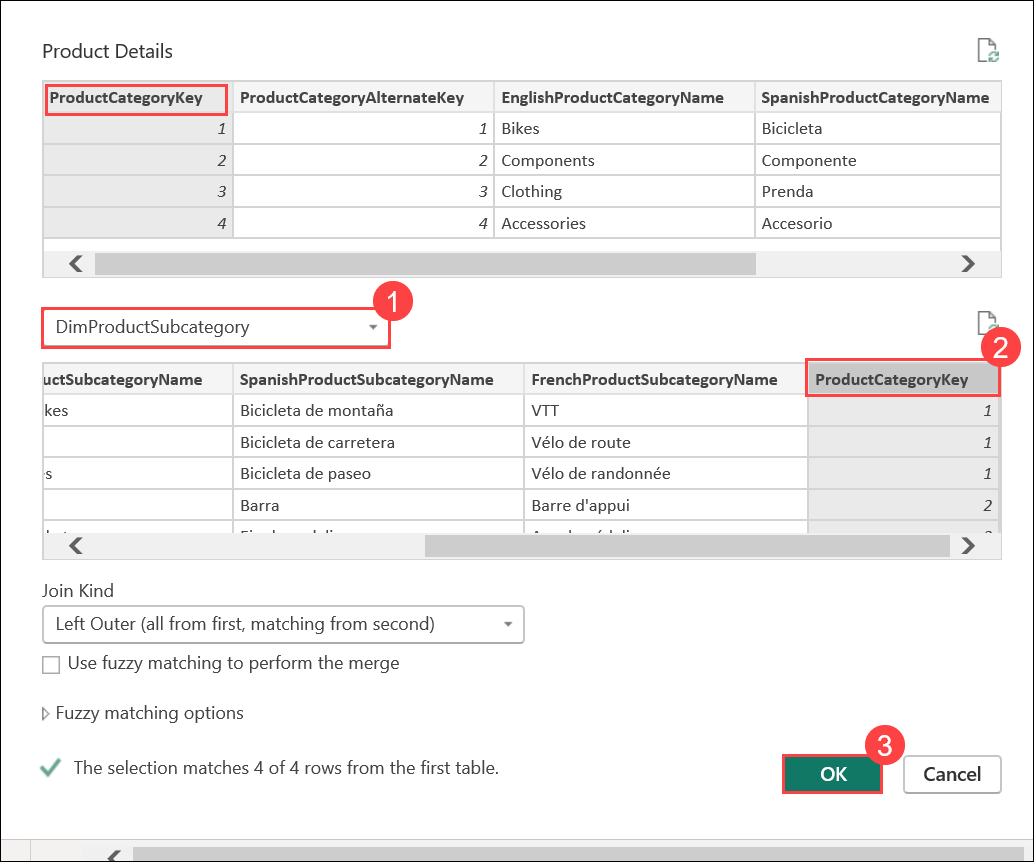 Product Details
ProductCategoryKey ProductCategoryAlternateKey EnglishProductCategoryName SpanishProductCategoryName
1 1 Bikes Bicicleta
2 2 Components Componente
3 3 Clothing Prenda
4 4 Accessories Accesorio
1
DimProductSubcategory
2
uctSubcategoryName SpanishProductSubcategoryName FrenchProductSubcategoryName ProductCategoryKey
kes Bicicleta de montaña VTT 1
Bicicleta de carretera Vélo de route 1
s Bicicleta de paseo Vélo de randonnée 1
Barra Barre d'appui 2
Join Kind
Left Outer (all from first, matching from second)
Use fuzzy matching to perform the merge
Fuzzy matching options
3
The selection matches 4 of 4 rows from the first table.
OK Cancel